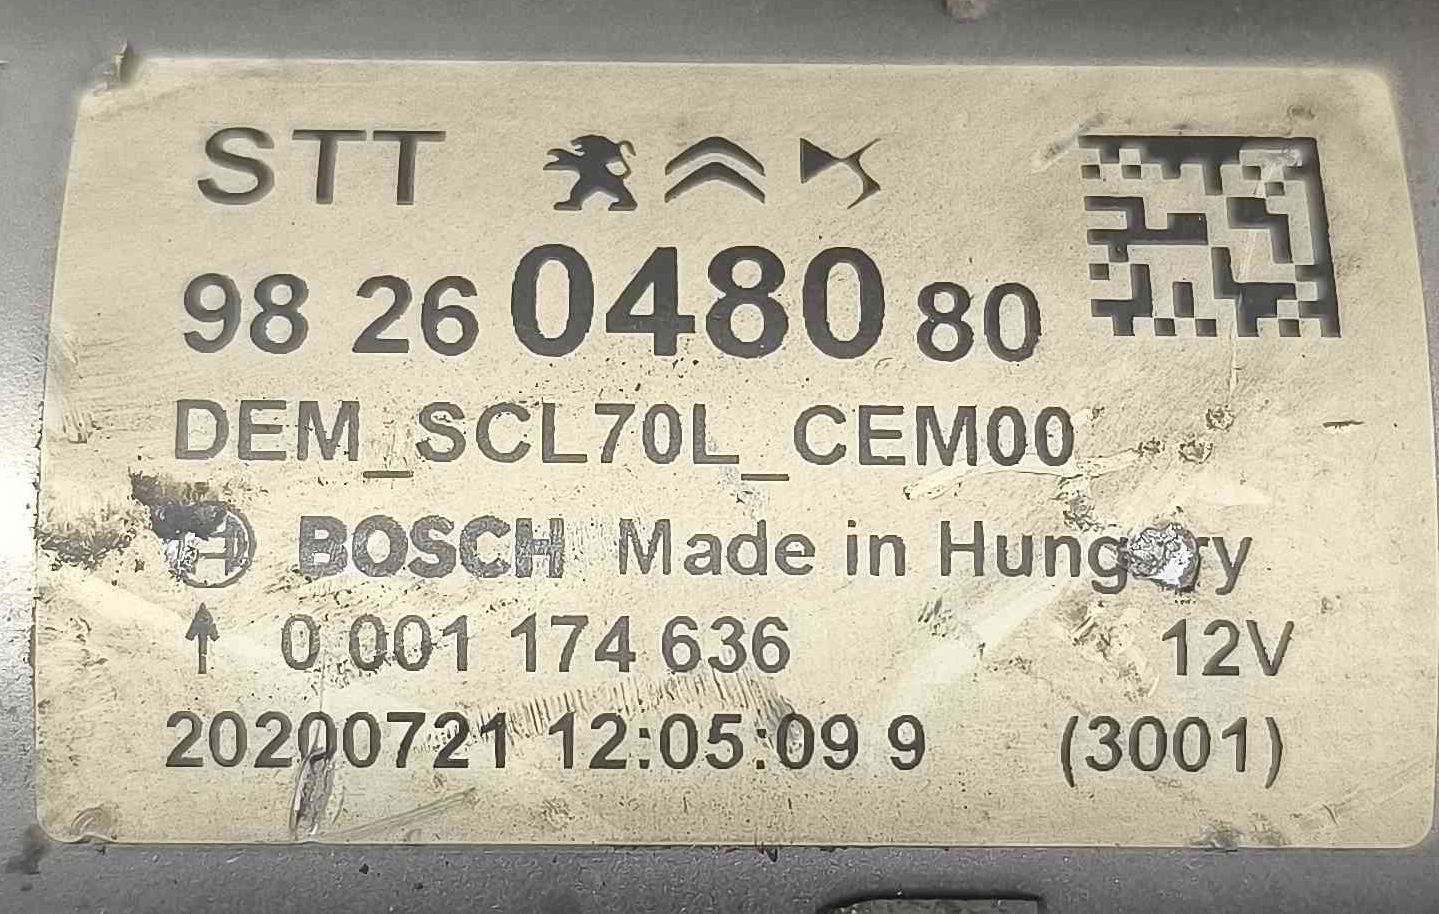 STT
98 26 0480 80
DEM_SCL70L_CEM00
BOSCH Made in Hungary
0 001 174 636 12V
20200721 12:05:09 9 (3001)